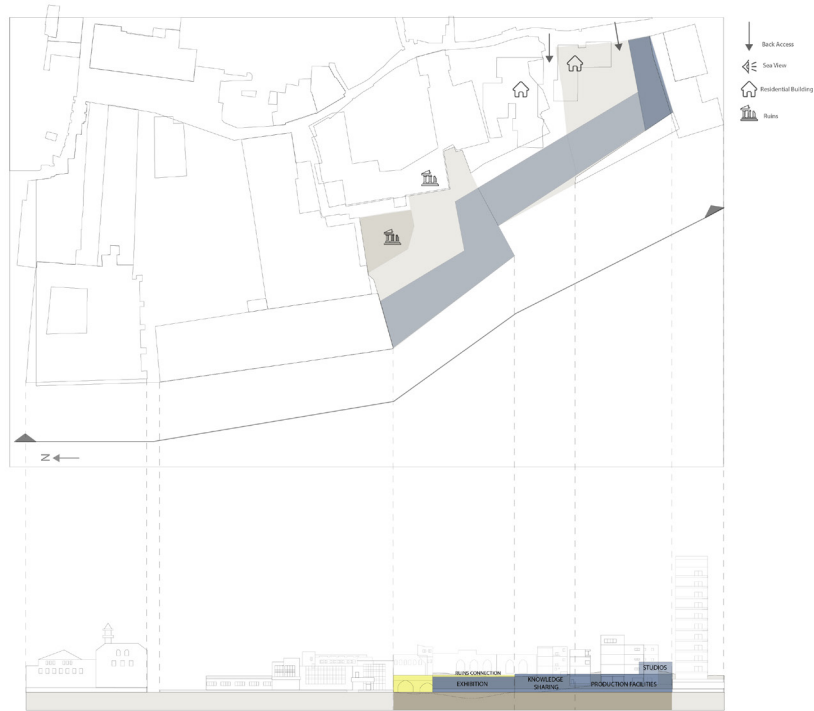 Back Access
Sea View
Residential Building
Ruins
N
RUINS CONNECTION
STUDIOS
EXHIBITION
KNOWLEDGE
SHARING
PRODUCTION FACILITIES